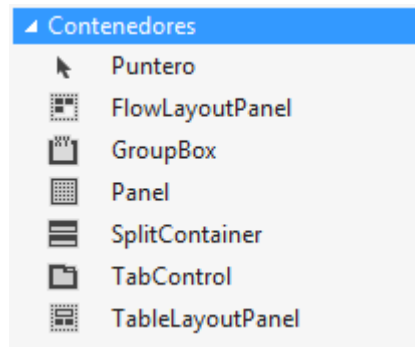 Contenedores
Puntero
FlowLayoutPanel
GroupBox
Panel
SplitContainer
TabControl
TableLayoutPanel